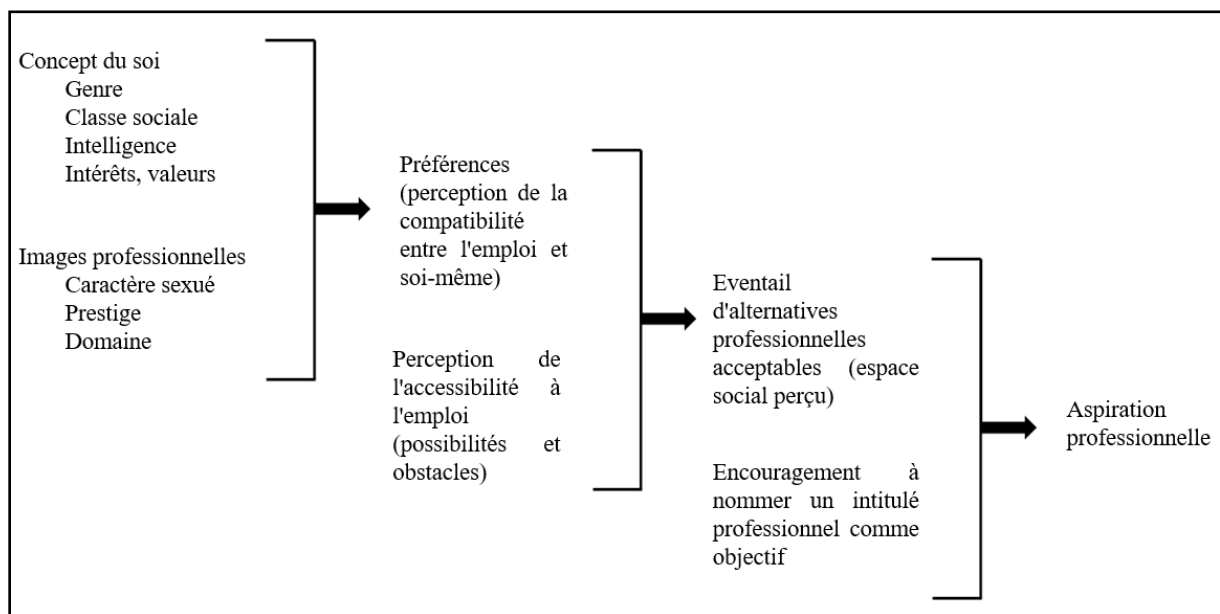 Concept du soi
Genre
Classe sociale
Intelligence
Intérêts, valeurs
Images professionnelles
Caractère sexué
Prestige
Domaine
Préférences
(perception de la
compatibilité
entre l'emploi et
soi-même)
Perception de
l'accessibilité à
l'emploi
(possibilités et
obstacles)
Eventail
d'alternatives
professionnelles
acceptables (espace
social perçu)
Encouragement à
nommer un intitulé
professionnel comme
objectif
Aspiration
professionnelle